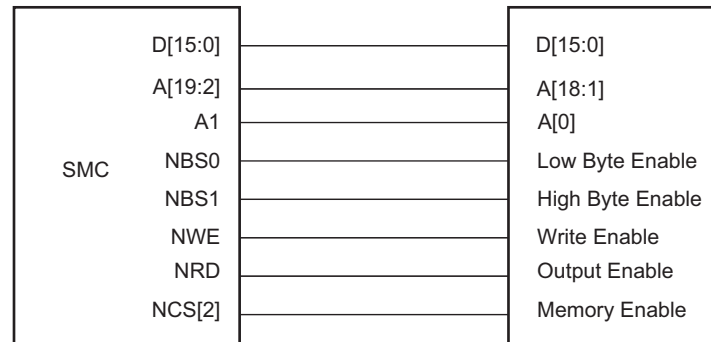 D[15:0] D[15:0]
A[19:2] A[18:1]
A1 A[0]
SMC NBS0 Low Byte Enable
NBS1 High Byte Enable
NWE Write Enable
NRD Output Enable
NCS[2] Memory Enable